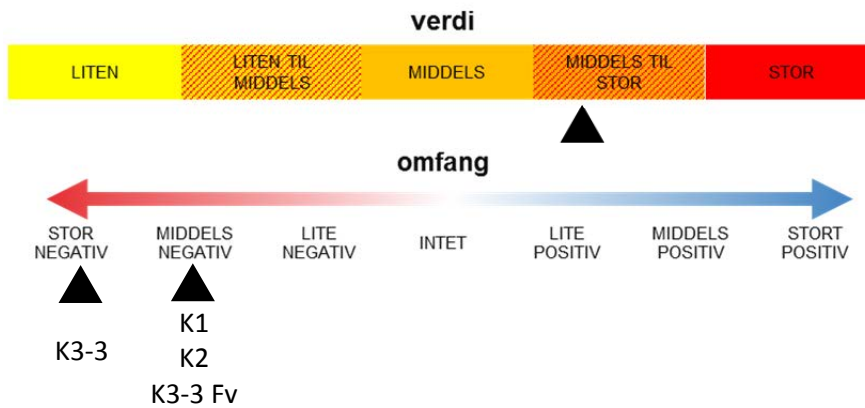 verdi
LITEN
LITEN TIL
MIDDELS
MIDDELS
MIDDELS TIL
STOR
STOR
omfang
STOR
NEGATIV
MIDDELS
NEGATIV
LITE
NEGATIV
INTET
LITE
POSITIV
MIDDELS
POSITIV
STORT
POSITIV
K3-3
K1
K2
K3-3 Fv